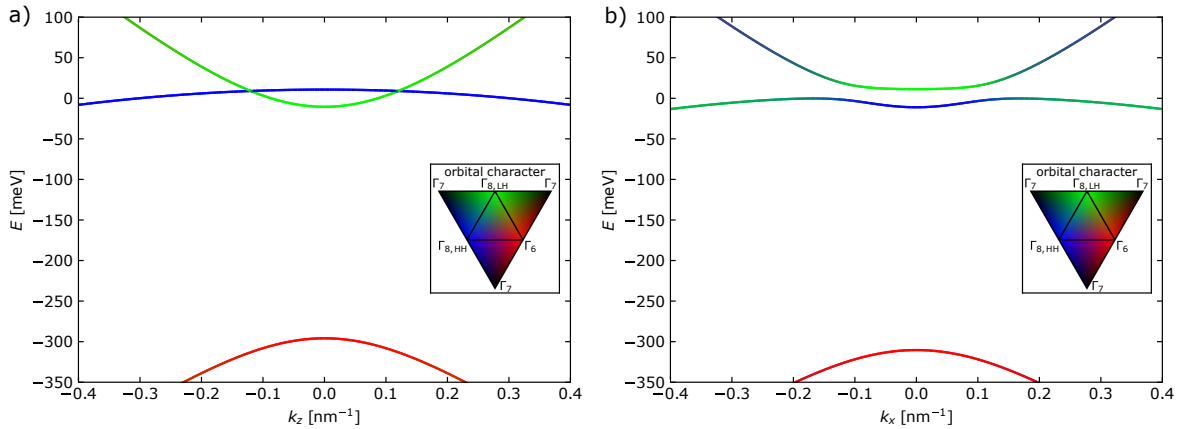 a)
100
50
0
−50
−100
−150
−200
−250
−300
−350
E [meV]
−0.4 −0.3 −0.2 −0.1 0.0 0.1 0.2 0.3 0.4
k_z [nm⁻¹]
orbital character
Γ₇ Γ₈,LH Γ₇
Γ₈,HH Γ₆
Γ₇
b)
100
50
0
−50
−100
−150
−200
−250
−300
−350
E [meV]
−0.4 −0.3 −0.2 −0.1 0.0 0.1 0.2 0.3 0.4
k_x [nm⁻¹]
orbital character
Γ₇ Γ₈,LH Γ₇
Γ₈,HH Γ₆
Γ₇